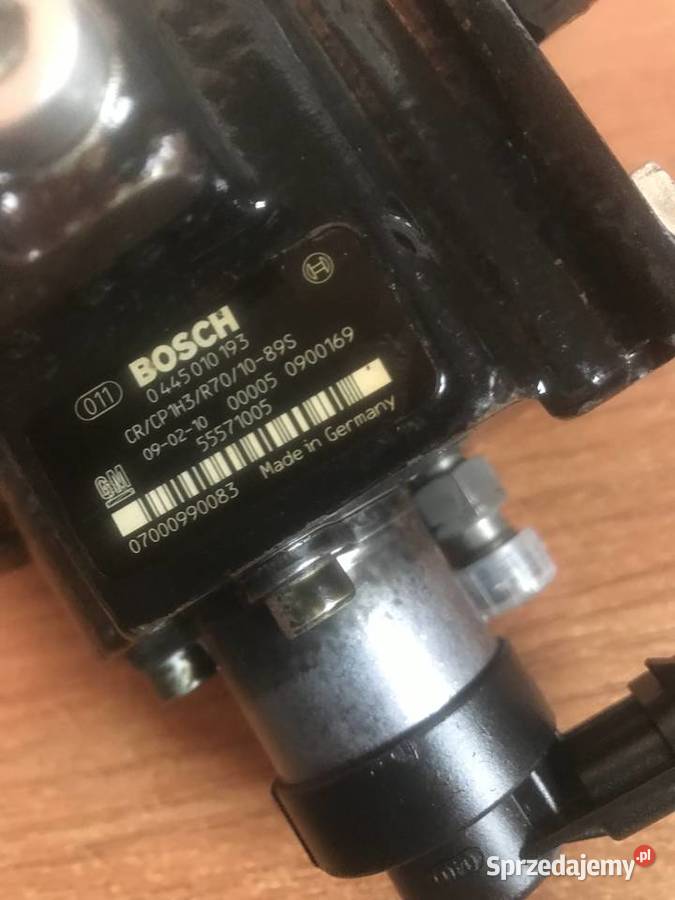 BOSCH
011
0 445 010 193
CR/CP1H3/R70/10-89S
09-02-10 00005 0900169
55571005
GM
07000990083 Made in Germany
Sprzedajemy.pl